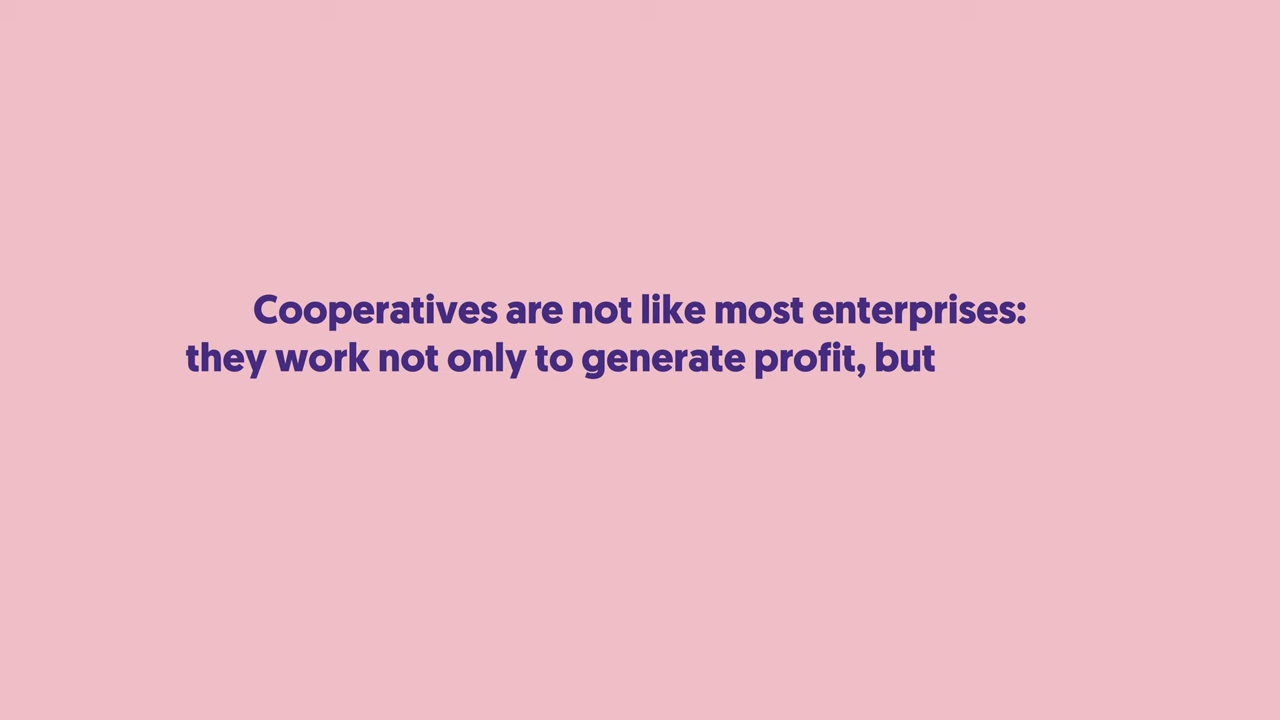 Cooperatives are not like most enterprises:
they work not only to generate profit, but